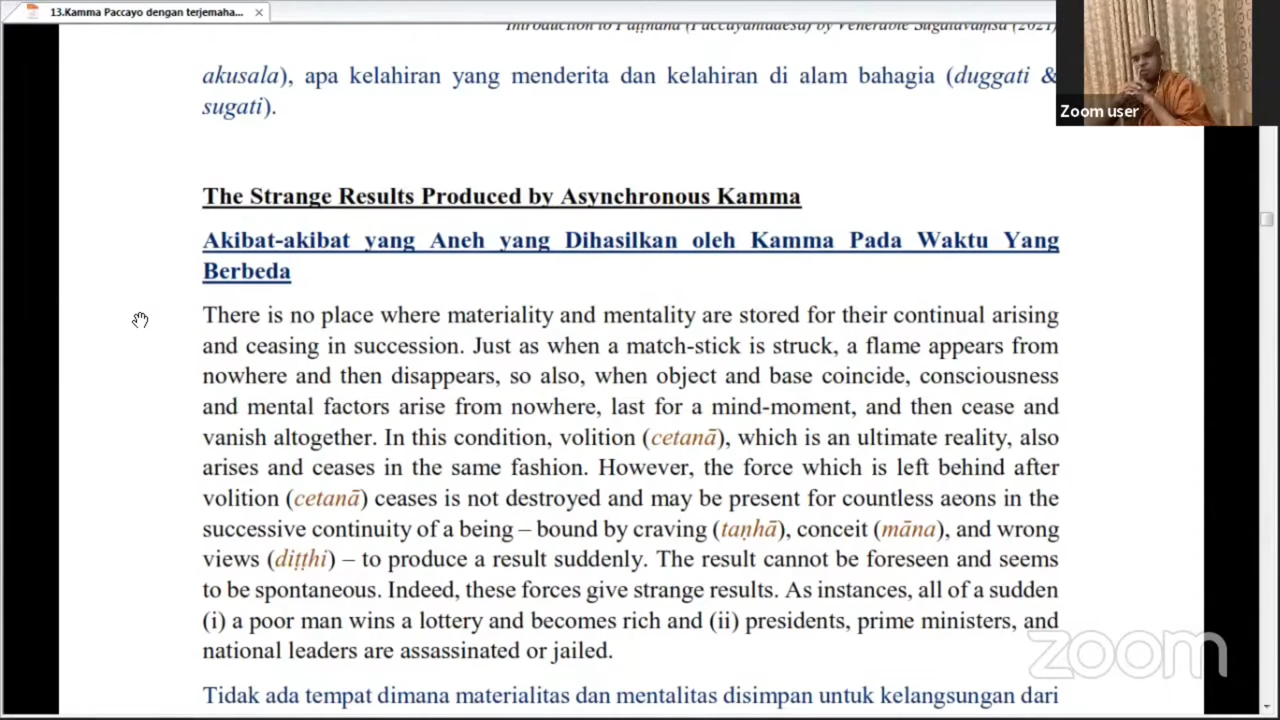 13.Kamma Paccayo dengan terjemaha...
Introduction to Paṭṭhāna (Paccayaniddesa) by Venerable Sugatavaṃsa (2021)
akusala), apa kelahiran yang menderita dan kelahiran di alam bahagia (duggati &
sugati).
Zoom user
The Strange Results Produced by Asynchronous Kamma
Akibat-akibat yang Aneh yang Dihasilkan oleh Kamma Pada Waktu Yang
Berbeda
There is no place where materiality and mentality are stored for their continual arising
and ceasing in succession. Just as when a match-stick is struck, a flame appears from
nowhere and then disappears, so also, when object and base coincide, consciousness
and mental factors arise from nowhere, last for a mind-moment, and then cease and
vanish altogether. In this condition, volition (cetanā), which is an ultimate reality, also
arises and ceases in the same fashion. However, the force which is left behind after
volition (cetanā) ceases is not destroyed and may be present for countless aeons in the
successive continuity of a being – bound by craving (taṇhā), conceit (māna), and wrong
views (diṭṭhi) – to produce a result suddenly. The result cannot be foreseen and seems
to be spontaneous. Indeed, these forces give strange results. As instances, all of a sudden
(i) a poor man wins a lottery and becomes rich and (ii) presidents, prime ministers, and
national leaders are assassinated or jailed.
zoom
Tidak ada tempat dimana materialitas dan mentalitas disimpan untuk kelangsungan dari